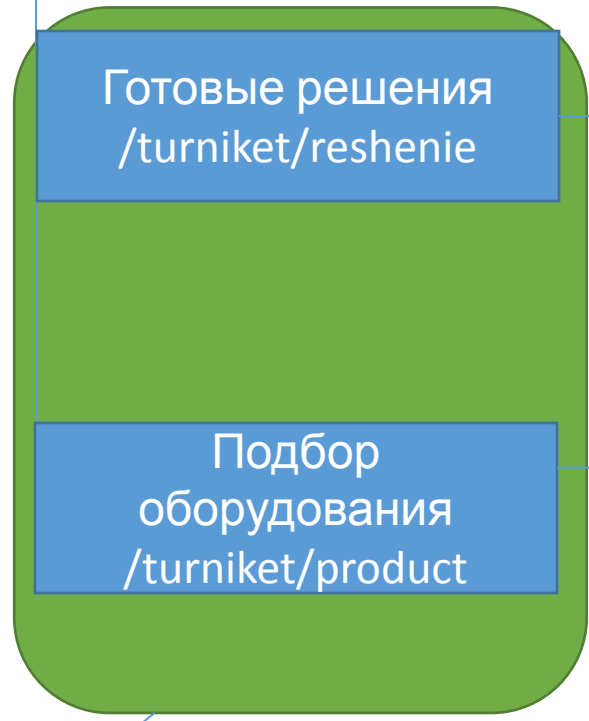 Готовые решения
/turniket/reshenie
Подбор
оборудования
/turniket/product